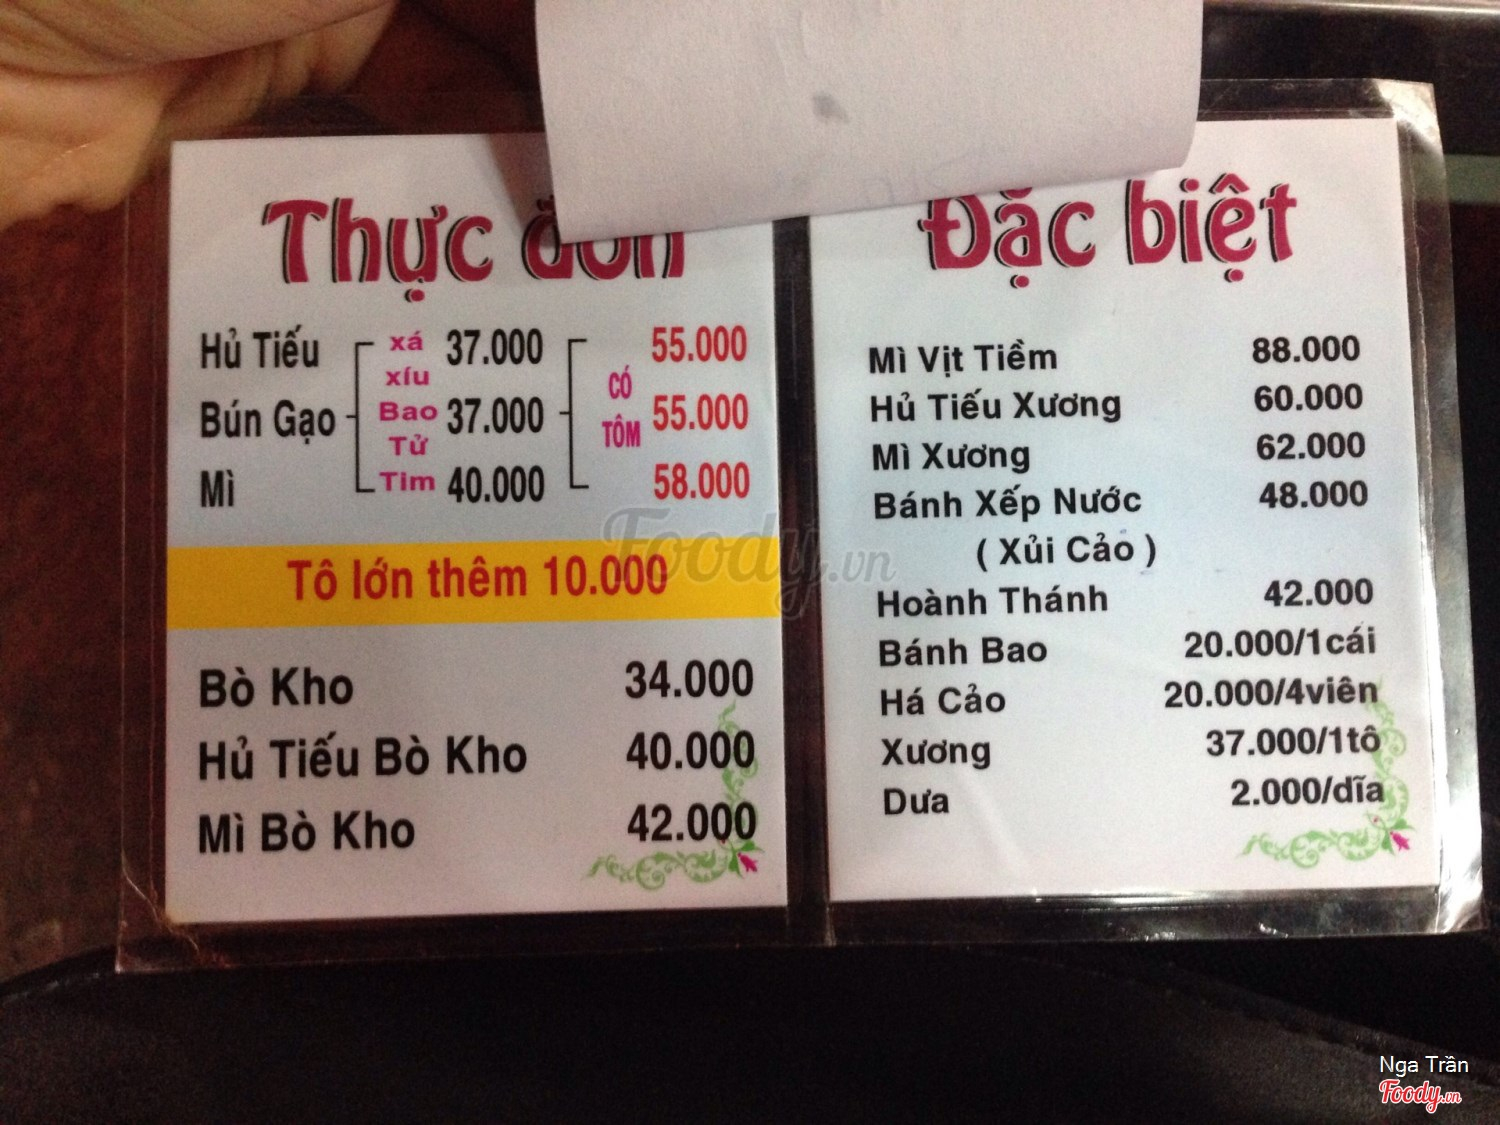 Thực đơn
Hủ Tiếu xá 37.000 55.000
xíu CÓ
Bún Gạo Bao 37.000 TÔM 55.000
Tử
Mì Tim 40.000 58.000
Tô lớn thêm 10.000
Bò Kho 34.000
Hủ Tiếu Bò Kho 40.000
Mì Bò Kho 42.000
Đặc biệt
Mì Vịt Tiềm 88.000
Hủ Tiếu Xương 60.000
Mì Xương 62.000
Bánh Xếp Nước 48.000
( Xủi Cảo )
Hoành Thánh 42.000
Bánh Bao 20.000/1cái
Há Cảo 20.000/4viên
Xương 37.000/1tô
Dưa 2.000/dĩa
Foody.vn
Nga Trần
Foody.vn